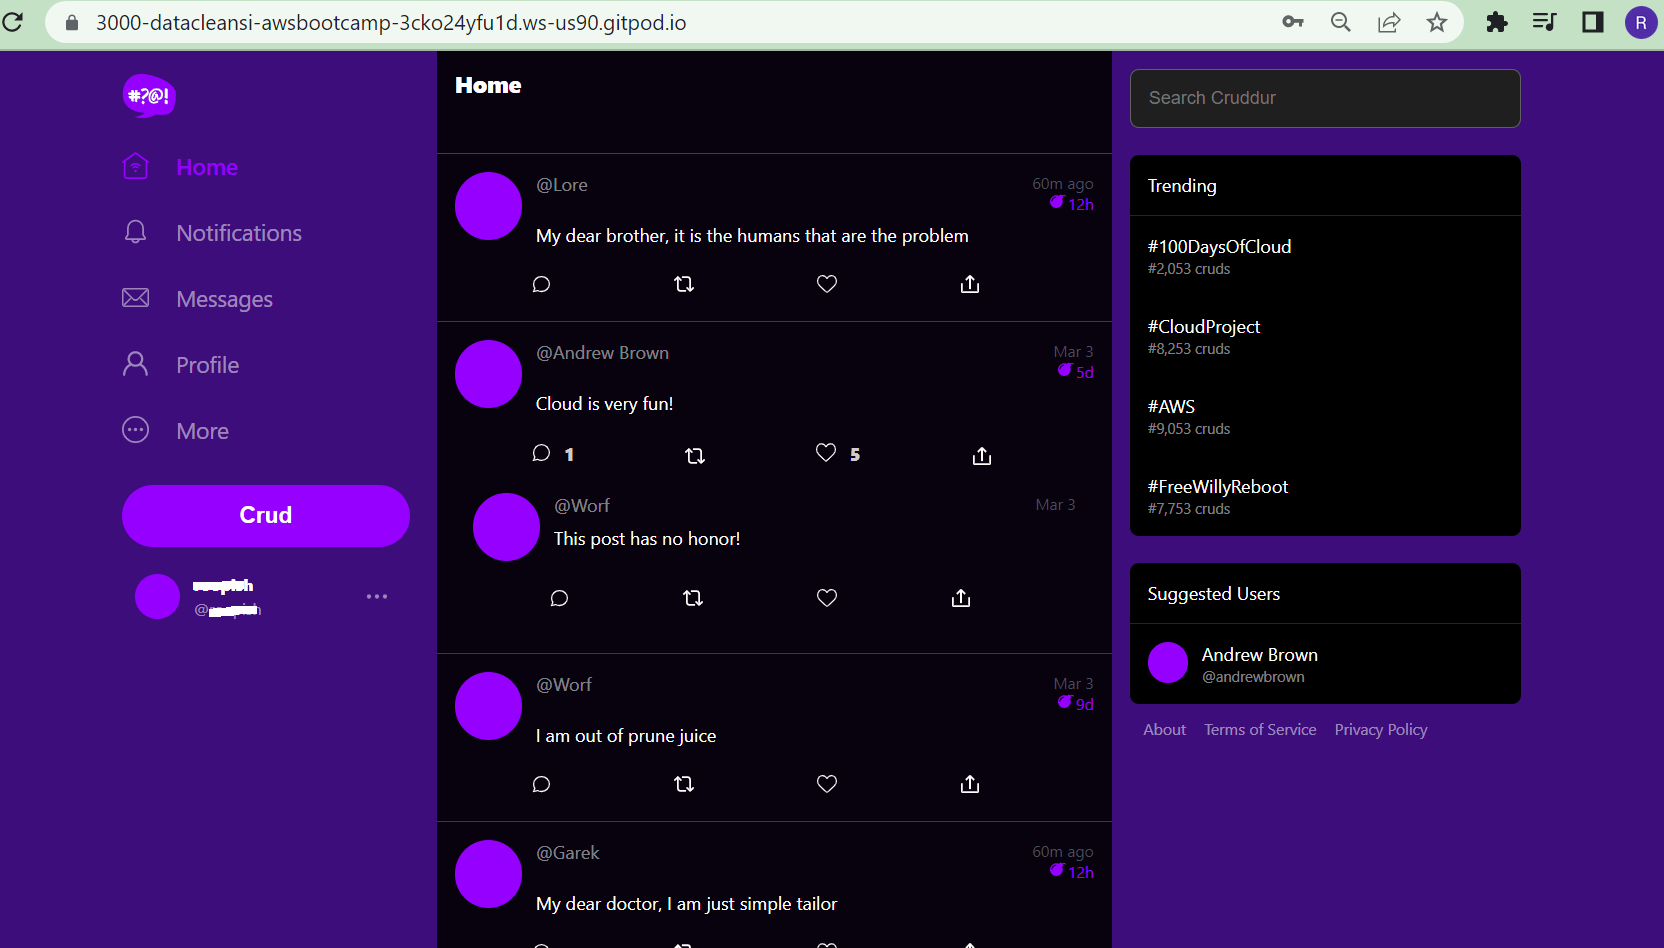 3000-datacleansi-awsbootcamp-3cko24yfu1d.ws-us90.gitpod.io
R
#?@!
Home
Notifications
Messages
Profile
More
Crud
Home
@Lore
60m ago
12h
My dear brother, it is the humans that are the problem
@Andrew Brown
Mar 3
5d
Cloud is very fun!
1
5
@Worf
Mar 3
This post has no honor!
@Worf
Mar 3
9d
I am out of prune juice
@Garek
60m ago
12h
My dear doctor, I am just simple tailor
Search Cruddur
Trending
#100DaysOfCloud
#2,053 cruds
#CloudProject
#8,253 cruds
#AWS
#9,053 cruds
#FreeWillyReboot
#7,753 cruds
Suggested Users
Andrew Brown
@andrewbrown
About Terms of Service Privacy Policy